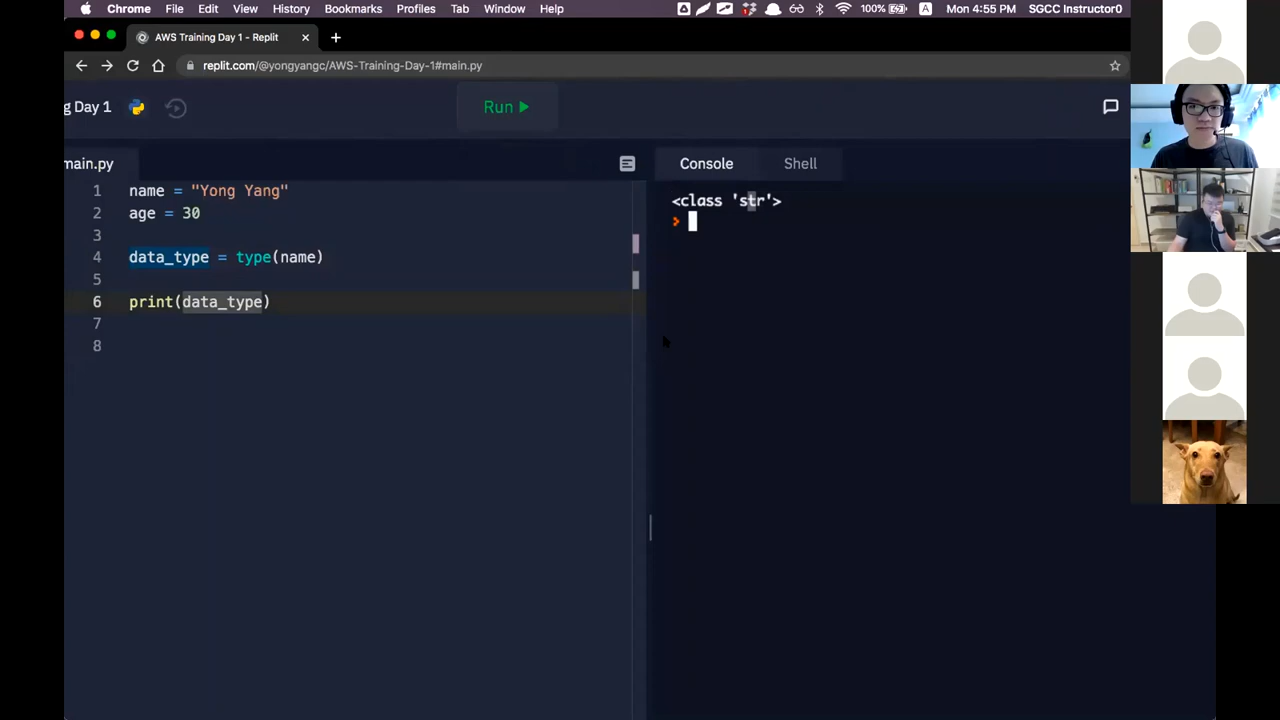 Chrome File Edit View History Bookmarks Profiles Tab Window Help 100% A Mon 4:55 PM SGCC Instructor0
AWS Training Day 1 - Replit
replit.com/@yongyangc/AWS-Training-Day-1#main.py
g Day 1 Run
main.py
Console Shell
1 name = "Yong Yang"
2 age = 30
3
4 data_type = type(name)
5
6 print(data_type)
7
8
<class 'str'>
>